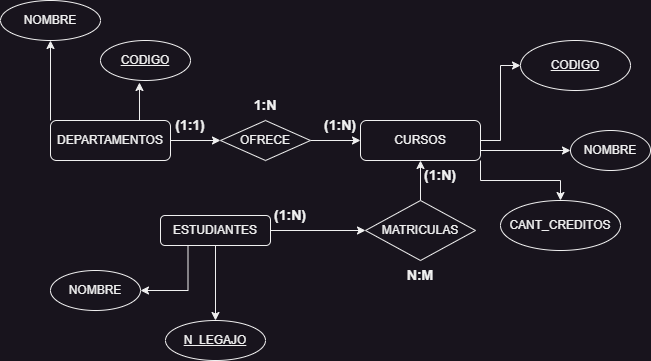 NOMBRE
CODIGO
CODIGO
1:N
DEPARTAMENTOS
(1:1)
OFRECE
(1:N)
CURSOS
NOMBRE
(1:N)
ESTUDIANTES
(1:N)
MATRICULAS
CANT_CREDITOS
N:M
NOMBRE
N_LEGAJO